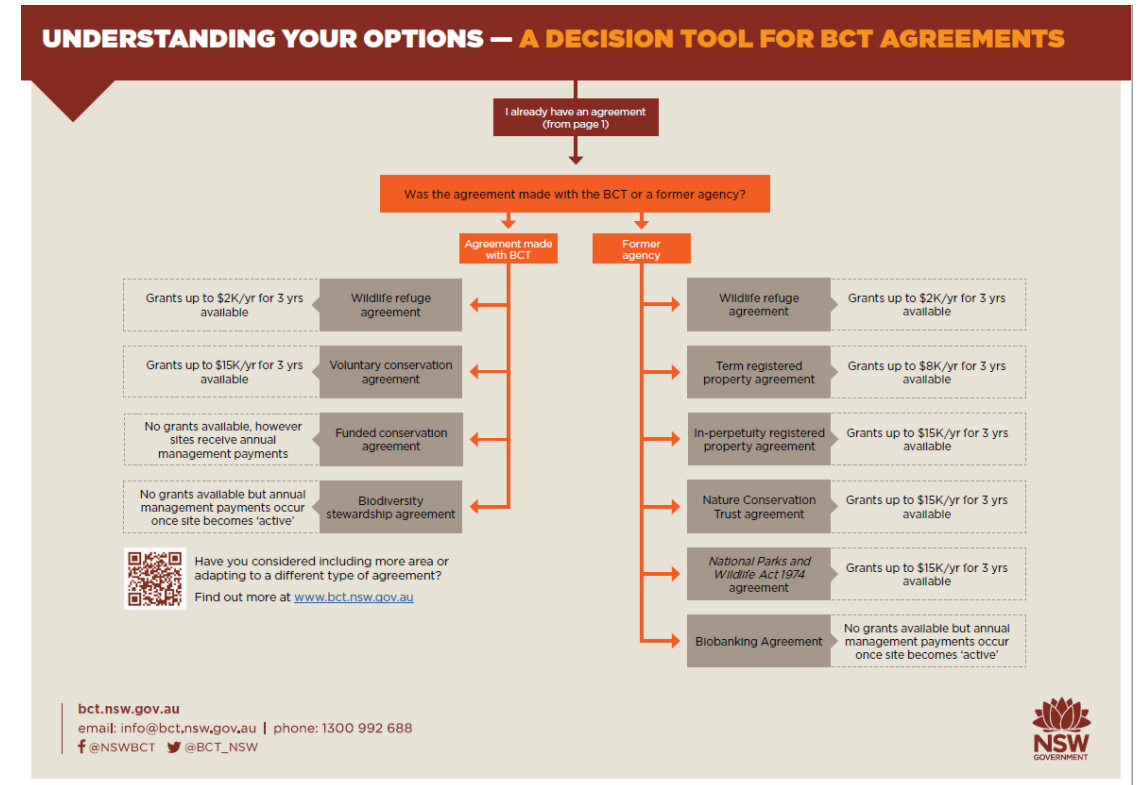 UNDERSTANDING YOUR OPTIONS — A DECISION TOOL FOR BCT AGREEMENTS
I already have an agreement
(from page 1)
Was the agreement made with the BCT or a former agency?
Agreement made
with BCT
Grants up to $2K/yr for 3 yrs
available
Wildlife refuge
agreement
Grants up to $15K/yr for 3 yrs
available
Voluntary conservation
agreement
No grants available, however
sites receive annual
management payments
Funded conservation
agreement
No grants available but annual
management payments occur
once site becomes ‘active’
Biodiversity
stewardship agreement
Former
agency
Wildlife refuge
agreement
Grants up to $2K/yr for 3 yrs
available
Term registered
property agreement
Grants up to $8K/yr for 3 yrs
available
In-perpetuity registered
property agreement
Grants up to $15K/yr for 3 yrs
available
Nature Conservation
Trust agreement
Grants up to $15K/yr for 3 yrs
available
National Parks and
Wildlife Act 1974
agreement
Grants up to $15K/yr for 3 yrs
available
Biobanking Agreement
No grants available but annual
management payments occur
once site becomes ‘active’
Have you considered including more area or
adapting to a different type of agreement?
Find out more at www.bct.nsw.gov.au
bct.nsw.gov.au
email: info@bct.nsw.gov.au | phone: 1300 992 688
@NSWBCT @BCT_NSW
NSW
GOVERNMENT